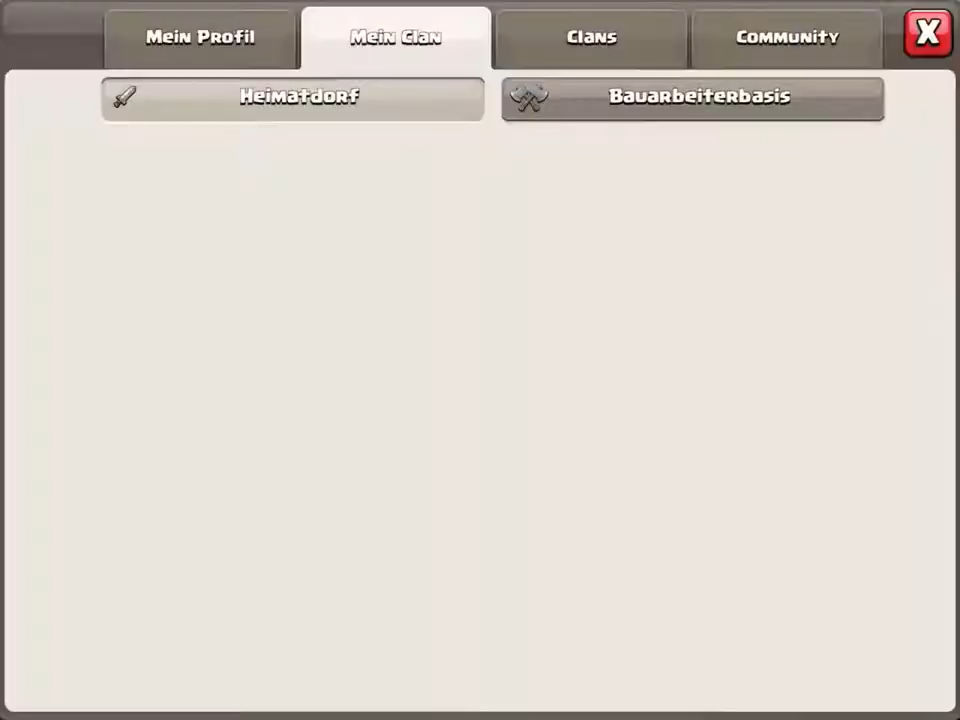 Mein Profil
Mein Clan
Clans
Community
X
Heimatdorf
Bauarbeiterbasis